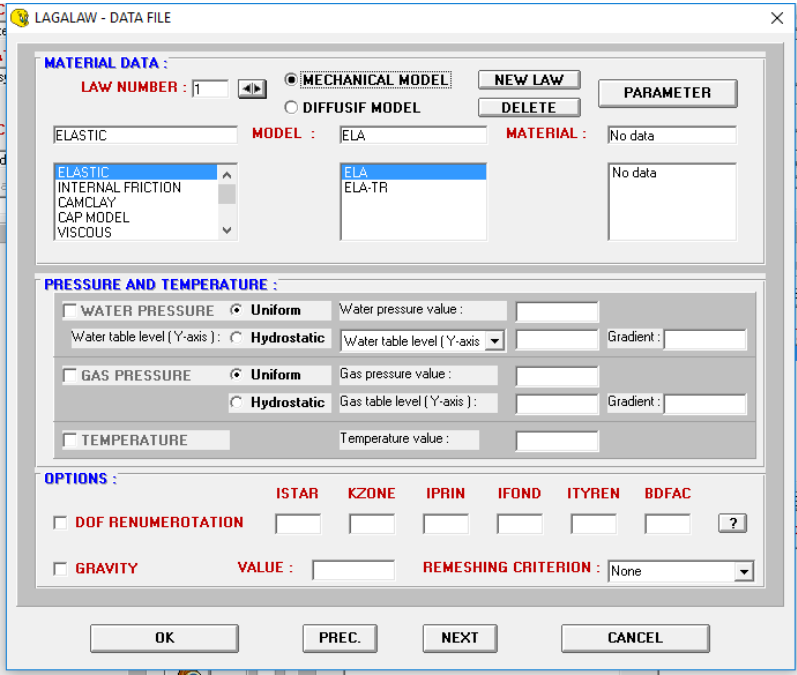 LAGALAW - DATA FILE
MATERIAL DATA :
LAW NUMBER : 1
MECHANICAL MODEL
NEW LAW
PARAMETER
DIFFUSIF MODEL
DELETE
ELASTIC
MODEL :
ELA
MATERIAL :
No data
ELASTIC
INTERNAL FRICTION
CAMCLAY
CAP MODEL
VISCOUS
ELA
ELA-TR
No data
PRESSURE AND TEMPERATURE :
WATER PRESSURE
Uniform
Water pressure value :
Water table level ( Y-axis ) :
Hydrostatic
Water table level ( Y-axis
Gradient :
GAS PRESSURE
Uniform
Gas pressure value :
Hydrostatic
Gas table level ( Y-axis ) :
Gradient :
TEMPERATURE
Temperature value :
OPTIONS :
ISTAR KZONE IPRIN IFOND ITYREN BDFAC
DOF RENUMEROTATION
?
GRAVITY
VALUE :
REMESHING CRITERION :
None
OK
PREC.
NEXT
CANCEL